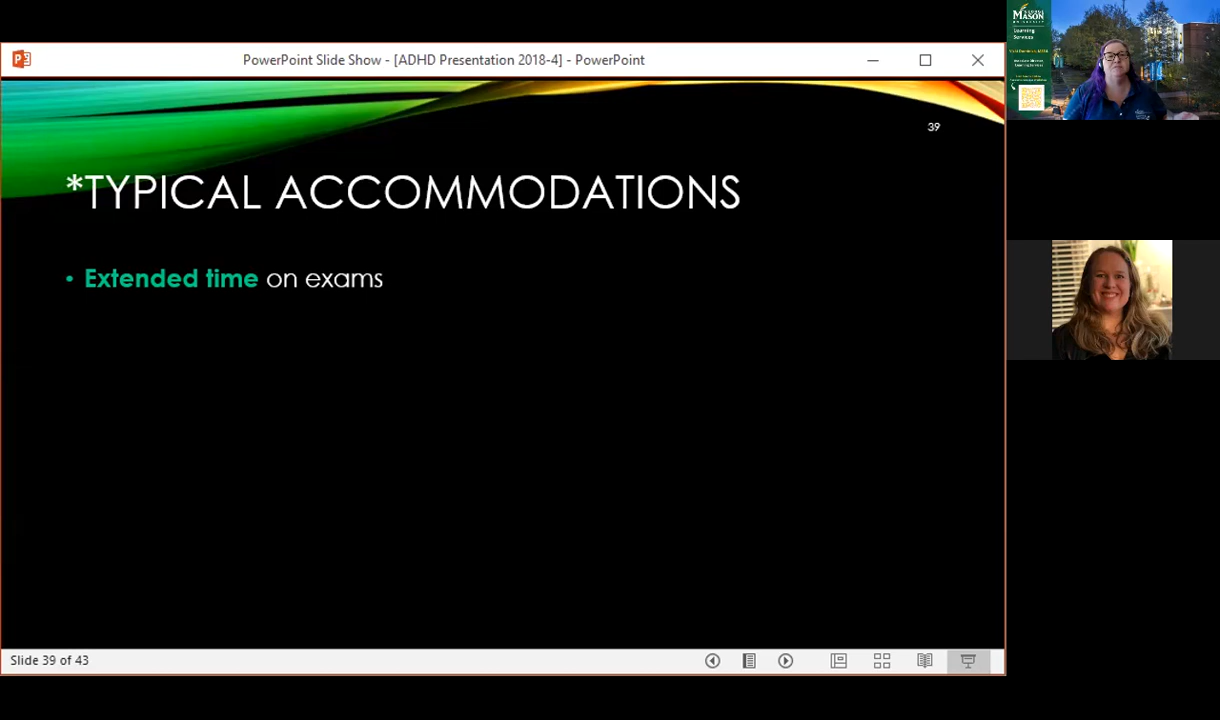 PowerPoint Slide Show - [ADHD Presentation 2018-4] - PowerPoint
39
*TYPICAL ACCOMMODATIONS
• Extended time on exams
Slide 39 of 43
MASON
Learning
Services